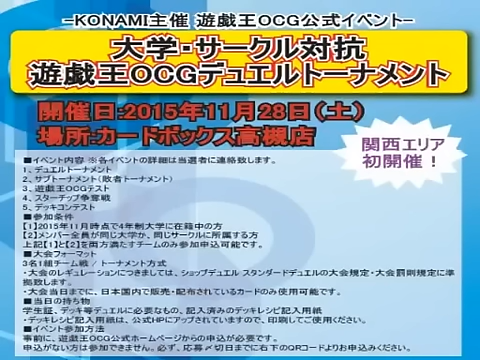 –KONAMI主催 遊戯王OCG公式イベント–
大学・サークル対抗
遊戯王OCGデュエルトーナメント
開催日:2015年11月28日（土）
場所:カードボックス高槻店
関西エリア
初開催！
■イベント内容 ※各イベントの詳細は当選者に連絡致します。
1、デュエルトーナメント
2、サブトーナメント（敗者トーナメント）
3、遊戯王OCGテスト
4、スターチップ争奪戦
5、デッキコンテスト
■参加条件
【1】2015年11月時点で4年制大学に在籍中の方
【2】メンバー全員が同じ大学か、同じサークルに所属する方
上記【1】と【2】を両方満たすチームのみ参加申込可能です。
■大会フォーマット
3名1組チーム戦 / トーナメント方式
・大会のレギュレーションにつきましては、ショップデュエル スタンダードデュエルの大会規定・大会罰則規定に準
拠致します。
・大会当日までに、日本国内で販売・配布されているカードのみ使用可能です。
■当日の持ち物
学生証、デッキ等デュエルに必要なもの、記入済みのデッキレシピ記入用紙
・デッキレシピ記入用紙は、公式HPにアップされていますので、印刷してご使用ください。
■イベント参加方法
事前に、遊戯王OCG公式ホームページからの申込が必要です。
申込がない方は参加できません。必ず、応募〆切日までに右下のQRコードよりお申込みください。